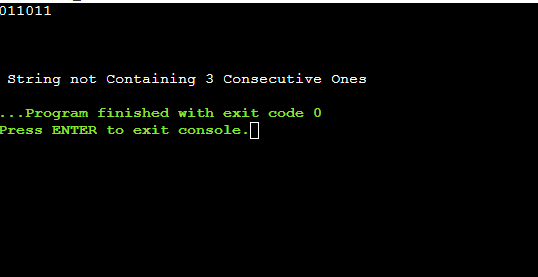 011011
String not Containing 3 Consecutive Ones
...Program finished with exit code 0
Press ENTER to exit console.